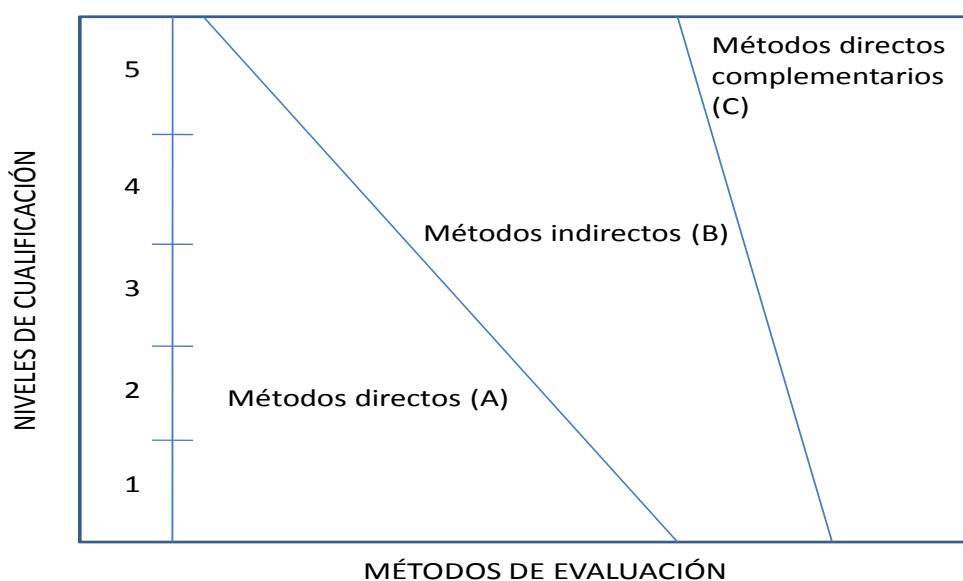 NIVELES DE CUALIFICACIÓN
5
4
3
2
1
Métodos directos
complementarios
(C)
Métodos indirectos (B)
Métodos directos (A)
MÉTODOS DE EVALUACIÓN